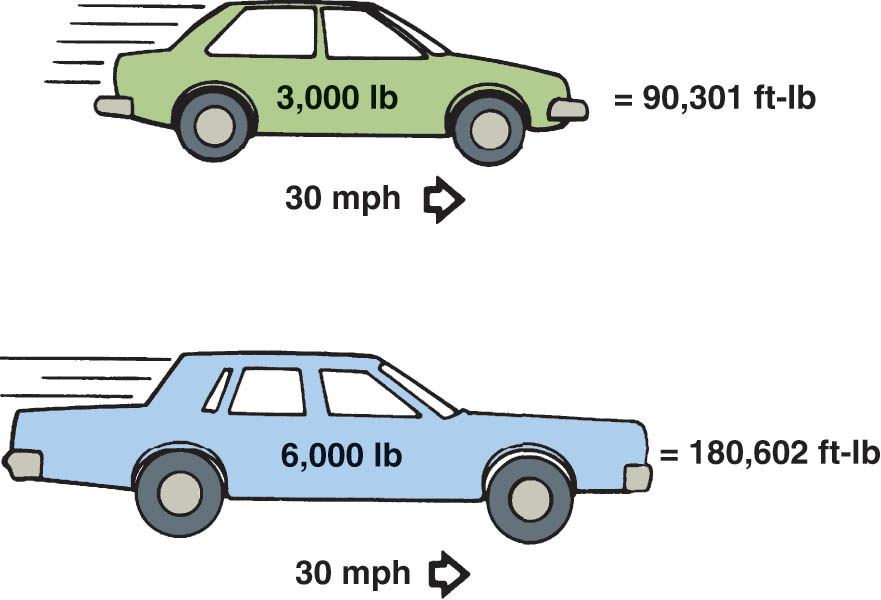 3,000 lb = 90,301 ft-lb
30 mph
6,000 lb = 180,602 ft-lb
30 mph